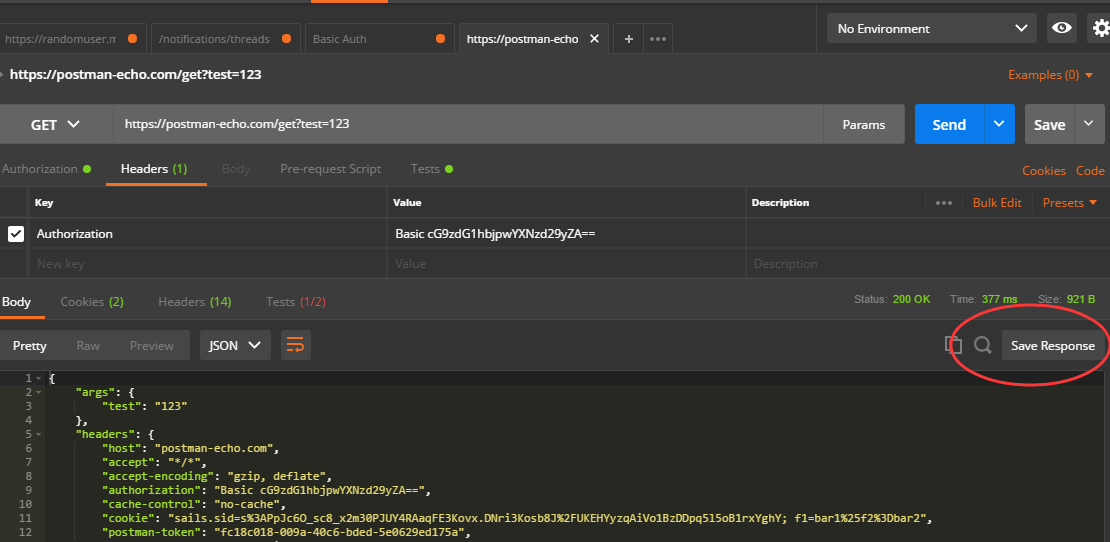 https://randomuser.m
/notifications/threads
Basic Auth
https://postman-echo
No Environment
https://postman-echo.com/get?test=123
Examples (0)
GET
https://postman-echo.com/get?test=123
Params
Send
Save
Authorization
Headers (1)
Body
Pre-request Script
Tests
Cookies
Code
Key
Value
Description
Bulk Edit
Presets
Authorization
Basic cG9zdG1hbjpwYXNzd29yZA==
New key
Value
Description
Body
Cookies (2)
Headers (14)
Tests (1/2)
Status: 200 OK
Time: 377 ms
Size: 921 B
Pretty
Raw
Preview
JSON
Save Response
1 {
2 "args": {
3 "test": "123"
4 },
5 "headers": {
6 "host": "postman-echo.com",
7 "accept": "*/*",
8 "accept-encoding": "gzip, deflate",
9 "authorization": "Basic cG9zdG1hbjpwYXNzd29yZA==",
10 "cache-control": "no-cache",
11 "cookie": "sails.sid=s%3APpJc6O_sc8_x2m30PJUY4RAaqFE3Kovx.DNri3Kosb8J%2FUKEHYyzqAiVo1BzDDpq5l5oB1rxYghY; f1=bar1%25f2%3Dbar2",
12 "postman-token": "fc18c018-009a-40c6-bded-5e0629ed175a",